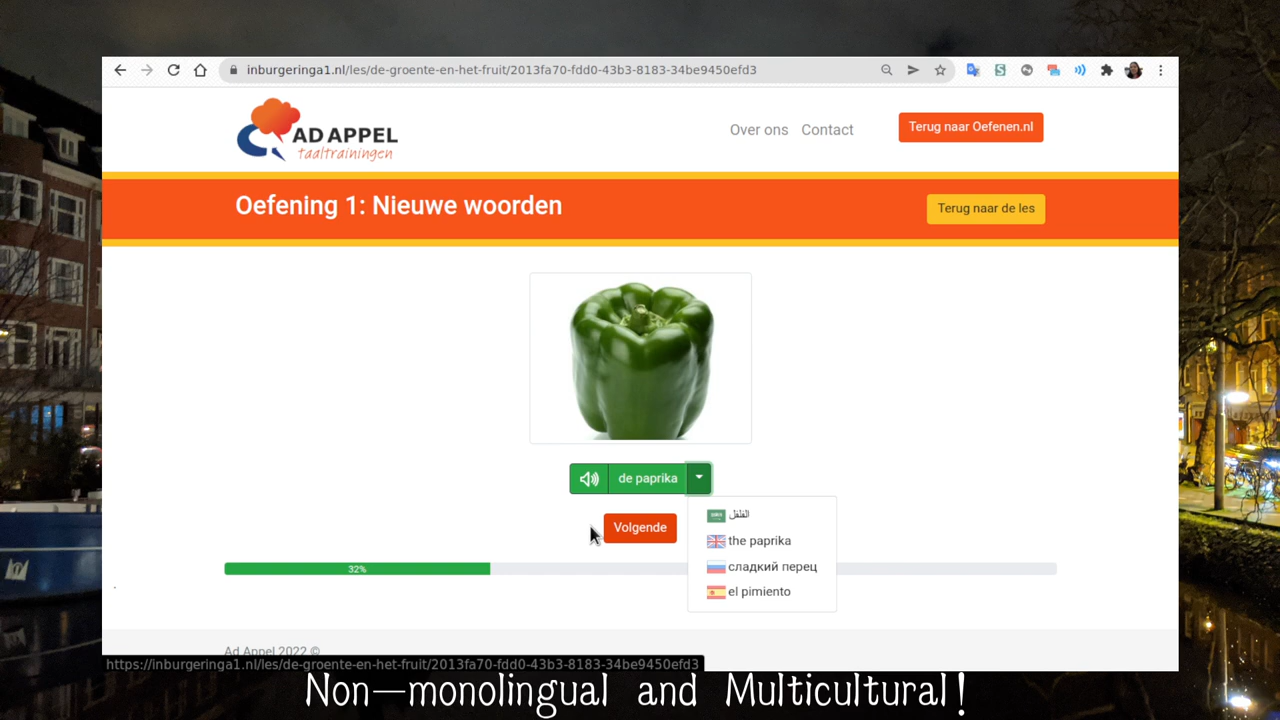 inburgeringa1.nl/les/de-groente-en-het-fruit/2013fa70-fdd0-43b3-8183-34be9450efd3
AD APPEL
taaltrainingen
Over ons
Contact
Terug naar Oefenen.nl
Oefening 1: Nieuwe woorden
Terug naar de les
de paprika
الفلفل
Volgende
the paprika
сладкий перец
32%
el pimiento
Ad Appel 2022 ©
https://inburgeringa1.nl/les/de-groente-en-het-fruit/2013fa70-fdd0-43b3-8183-34be9450efd3
Non-monolingual and Multicultural!